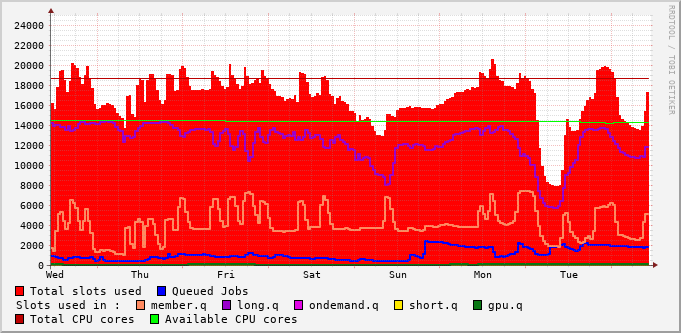 24000
22000
20000
18000
16000
14000
12000
10000
8000
6000
4000
2000
0
Wed Thu Fri Sat Sun Mon Tue
RRDTOOL / TOBI OETIKER
Total slots used Queued Jobs
Slots used in : member.q long.q ondemand.q short.q gpu.q
Total CPU cores Available CPU cores